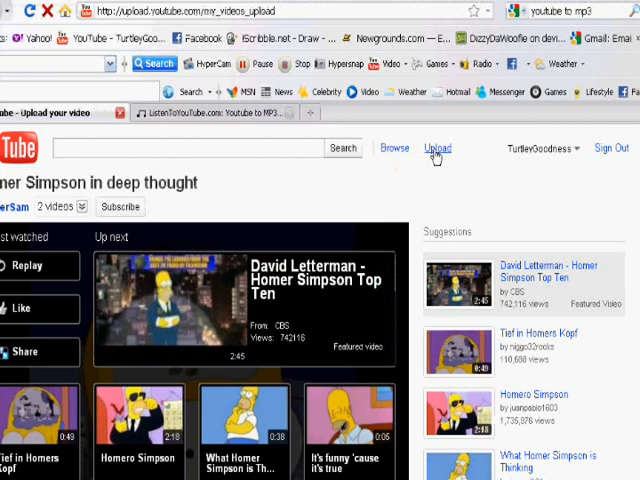 http://upload.youtube.com/my_videos_upload
youtube to mp3
Yahoo! YouTube - TurtleyGoo... Facebook iScribble.net - Draw - ... Newgrounds.com — E... DizzyDaWoofie on devi... Gmail: Emai
Search HyperCam Pause Stop Hypersnap Video Games Radio Weather
Search MSN News Celebrity Video Weather Hotmail Messenger Games Lifestyle Fa
be - Upload your video
ListenToYouTube.com: Youtube to MP3...
Tube Search Browse Upload TurtleyGoodness Sign Out
mer Simpson in deep thought
erSam 2 videos Subscribe
st watched
Up next
Replay
Like
Share
David Letterman - Homer Simpson Top Ten
From: CBS
Views: 742116
Featured video
2:45
0:49
Tief in Homers
Kopf
2:18
Homero Simpson
0:38
What Homer
Simpson is Th...
0:05
It's funny 'cause
it's true
Suggestions
David Letterman - Homer
Simpson Top Ten
by CBS
742,116 views Featured Video
2:45
Tief in Homers Kopf
by niggo32rocks
110,680 views
0:49
Homero Simpson
by juanpablo1603
1,735,976 views
2:18
What Homer Simpson is
Thinking